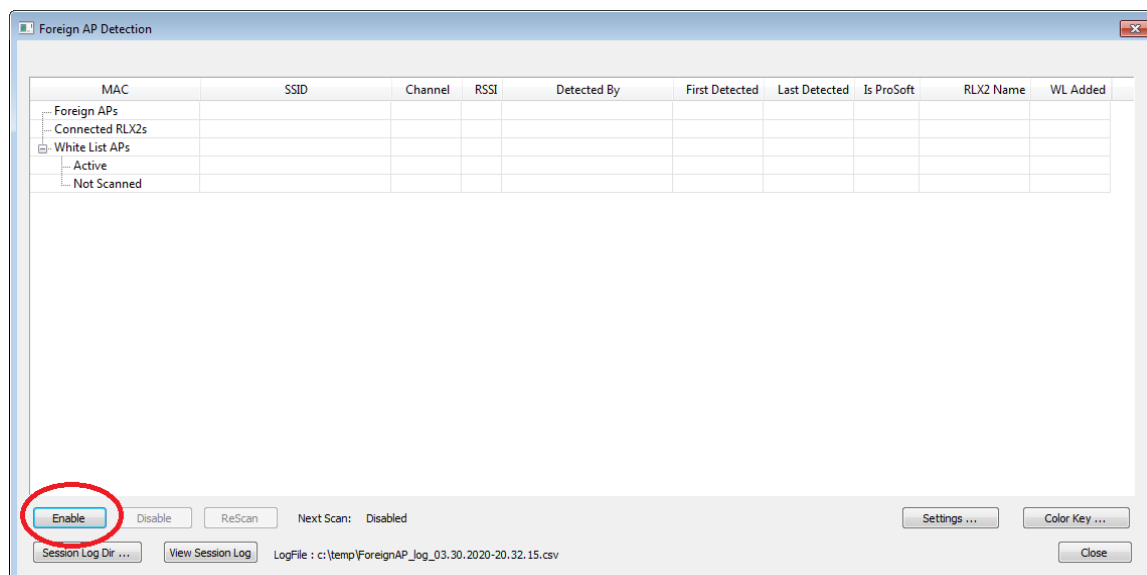 Foreign AP Detection
MAC SSID Channel RSSI Detected By First Detected Last Detected Is ProSoft RLX2 Name WL Added
Foreign APs
Connected RLX2s
White List APs
Active
Not Scanned
Enable Disable ReScan Next Scan: Disabled Settings ... Color Key ...
Session Log Dir ... View Session Log LogFile : c:\temp\ForeignAP_log_03.30.2020-20.32.15.csv Close